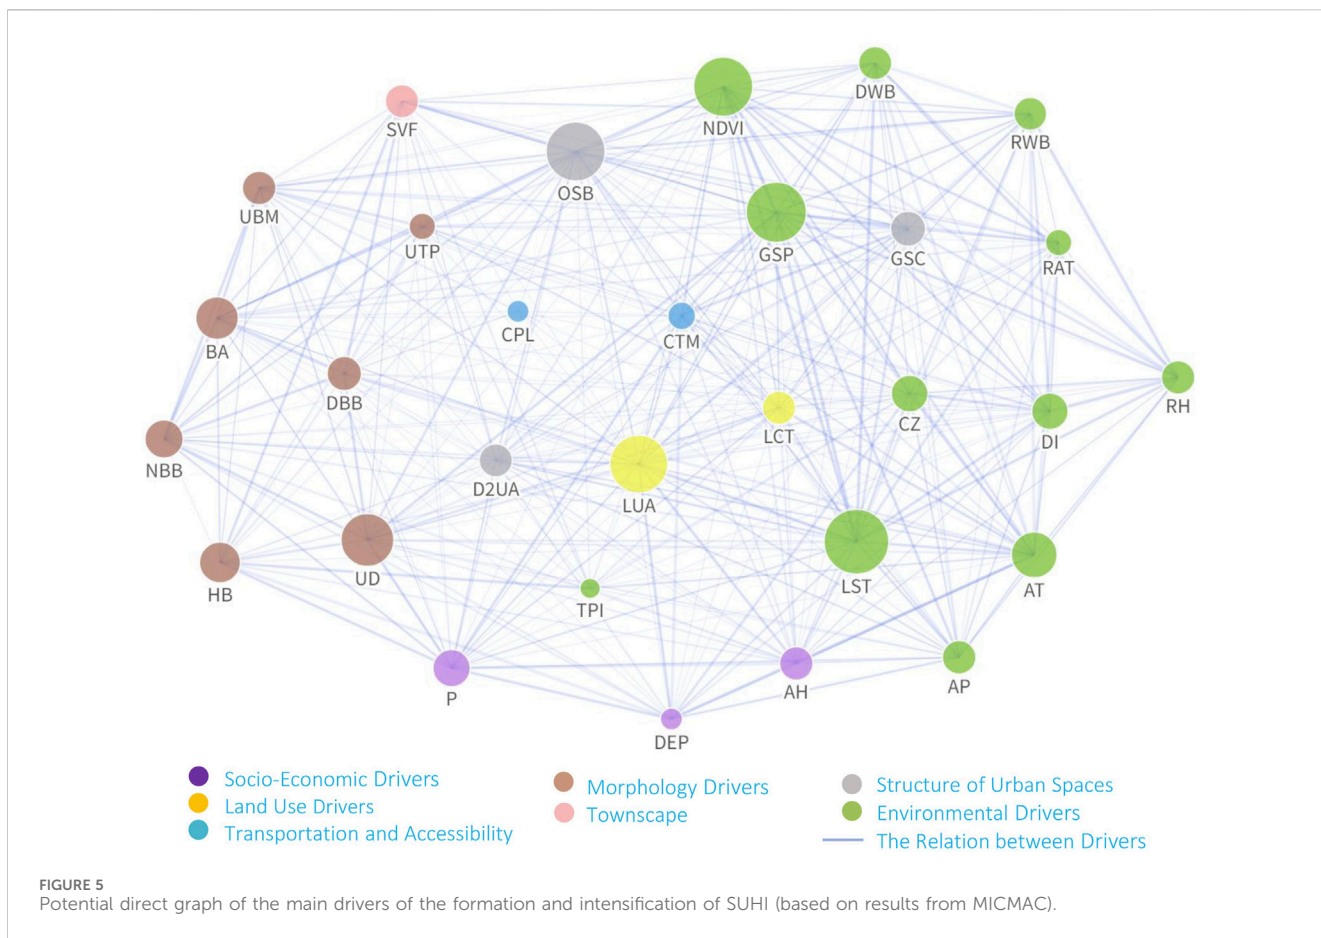 DWB
NDVI
SVF
RWB
OSB
UBM
UTP
GSP
GSC
RAT
CPL
CTM
BA
DBB
RH
LCT
CZ
DI
NBB
D2UA
LUA
UD
LST
AT
HB
TPI
P
AH
AP
DEP
Socio-Economic Drivers
Land Use Drivers
Transportation and Accessibility
Morphology Drivers
Townscape
Structure of Urban Spaces
Environmental Drivers
The Relation between Drivers
FIGURE 5
Potential direct graph of the main drivers of the formation and intensification of SUHI (based on results from MICMAC).